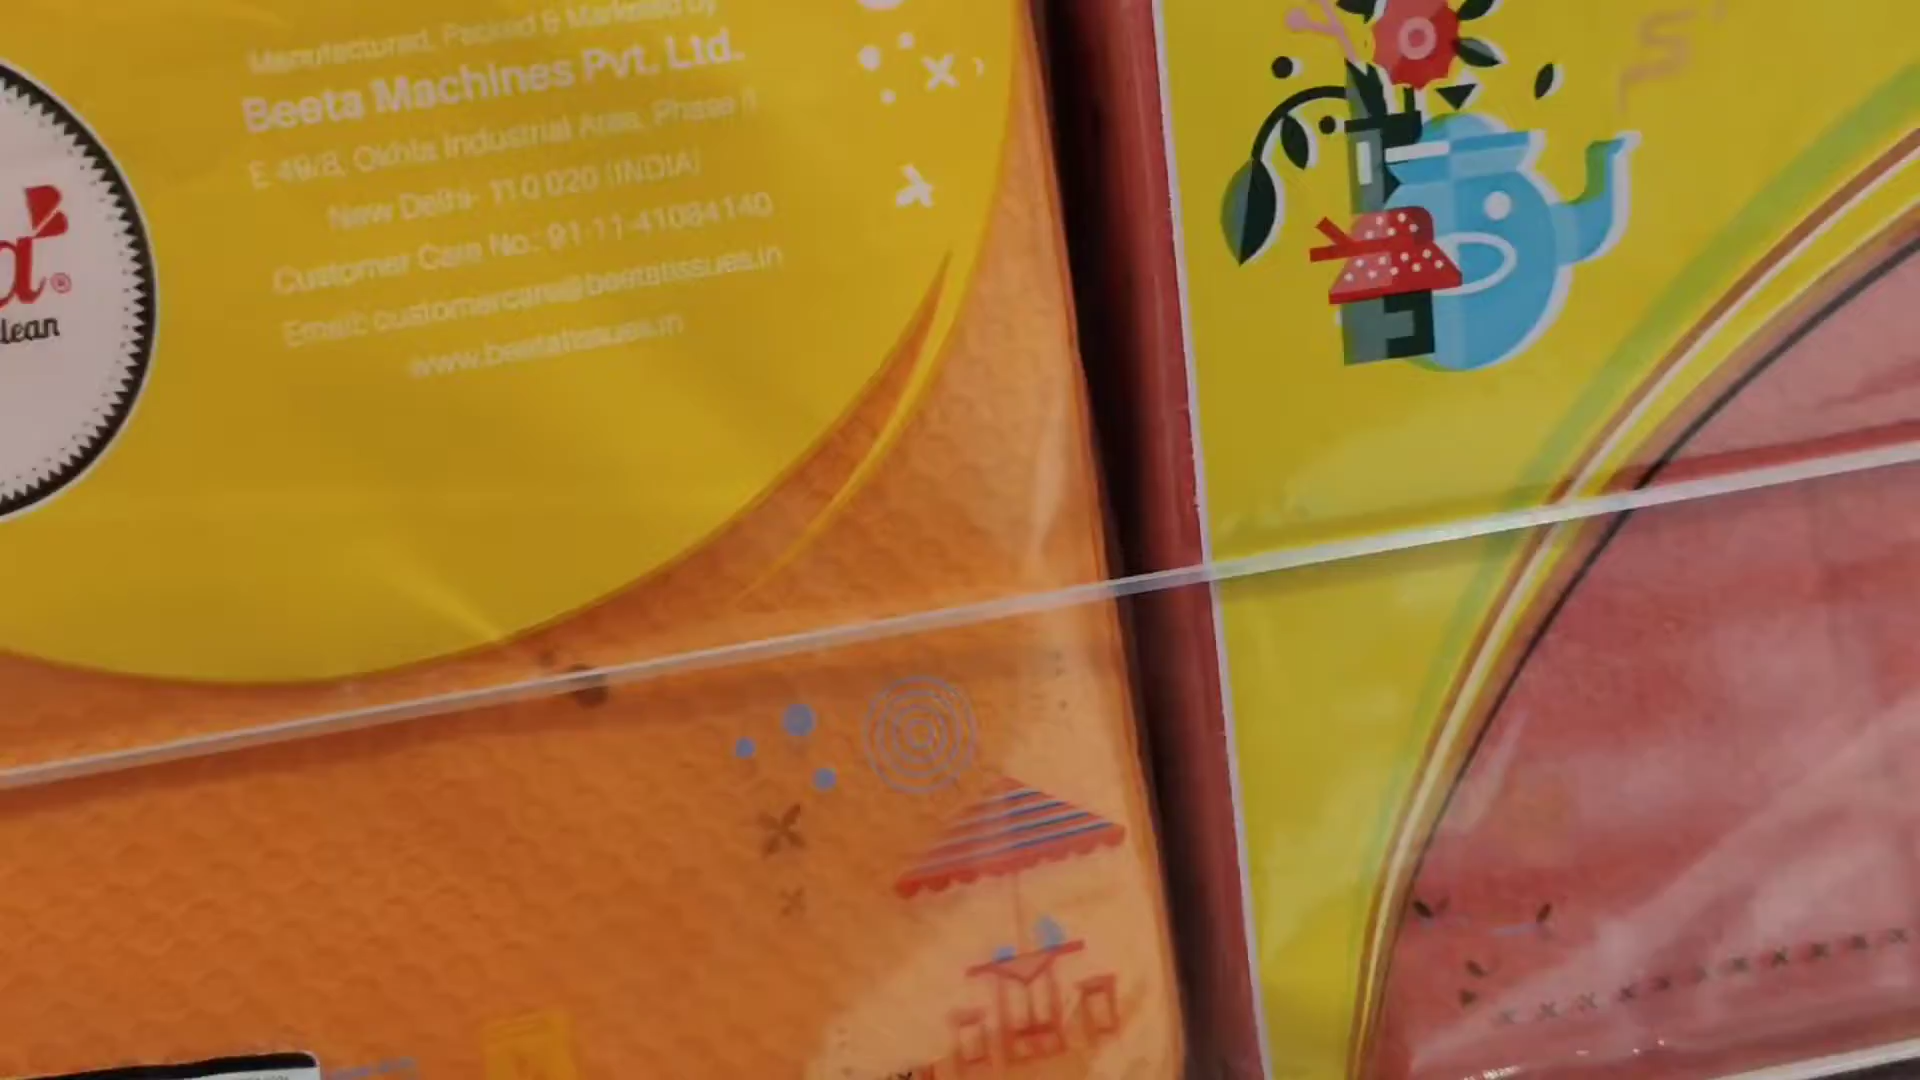 Manufactured, Packed & Marketed by
Beeta Machines Pvt. Ltd.
E 49/8, Okhla Industrial Area, Phase II
New Delhi- 110 020 (INDIA)
Customer Care No.: 91-11-41084140
Email: customercare@beetatissues.in
www.beetatissues.in
a®
lean